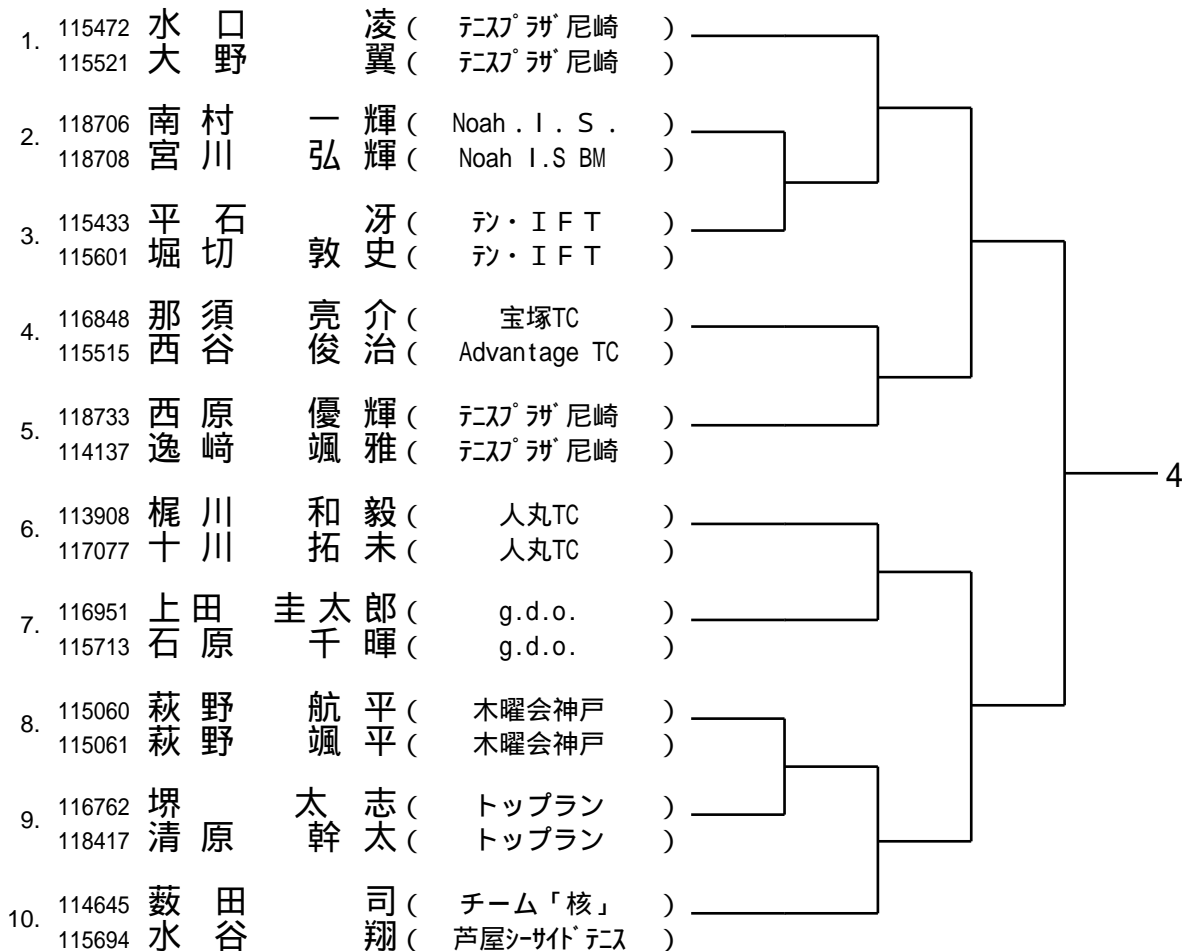 1. 115472 水 口 凌 ( ﾃﾆｽﾌﾟﾗｻﾞ尼崎 )
115521 大 野 翼 ( ﾃﾆｽﾌﾟﾗｻﾞ尼崎 )
2. 118706 南 村 一 輝 ( Noah . I . S . )
118708 宮 川 弘 輝 ( Noah I.S BM )
3. 115433 平 石 冴 ( ﾃﾝ・ＩＦＴ )
115601 堀 切 敦 史 ( ﾃﾝ・ＩＦＴ )
4. 116848 那 須 亮 介 ( 宝塚TC )
115515 西 谷 俊 治 ( Advantage TC )
5. 118733 西 原 優 輝 ( ﾃﾆｽﾌﾟﾗｻﾞ尼崎 )
114137 逸 﨑 颯 雅 ( ﾃﾆｽﾌﾟﾗｻﾞ尼崎 )
4
6. 113908 梶 川 和 毅 ( 人丸TC )
117077 十 川 拓 未 ( 人丸TC )
7. 116951 上 田 圭 太 郎 ( g.d.o. )
115713 石 原 千 暉 ( g.d.o. )
8. 115060 萩 野 航 平 ( 木曜会神戸 )
115061 萩 野 颯 平 ( 木曜会神戸 )
9. 116762 堺 太 志 ( トップラン )
118417 清 原 幹 太 ( トップラン )
10. 114645 薮 田 司 ( チーム「核」 )
115694 水 谷 翔 ( 芦屋ｼｰｻｲﾄﾞﾃﾆｽ )